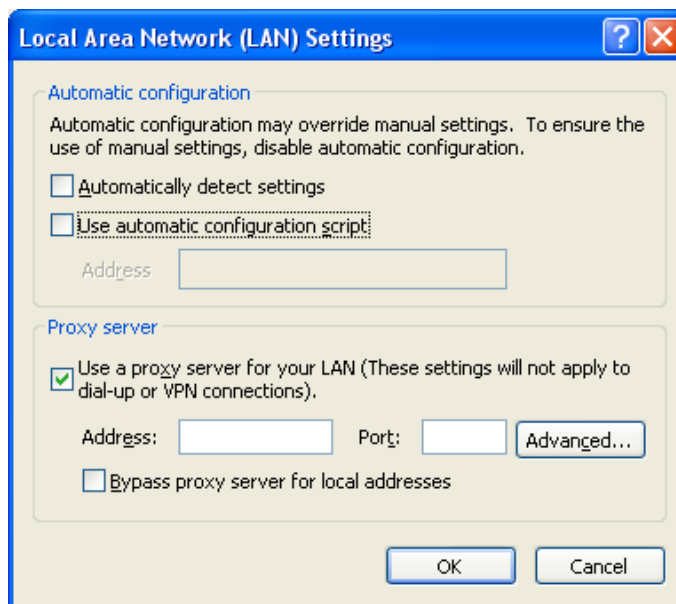 Local Area Network (LAN) Settings
Automatic configuration
Automatic configuration may override manual settings. To ensure the
use of manual settings, disable automatic configuration.
Automatically detect settings
Use automatic configuration script
Address
Proxy server
Use a proxy server for your LAN (These settings will not apply to
dial-up or VPN connections).
Address: Port: Advanced...
Bypass proxy server for local addresses
OK Cancel